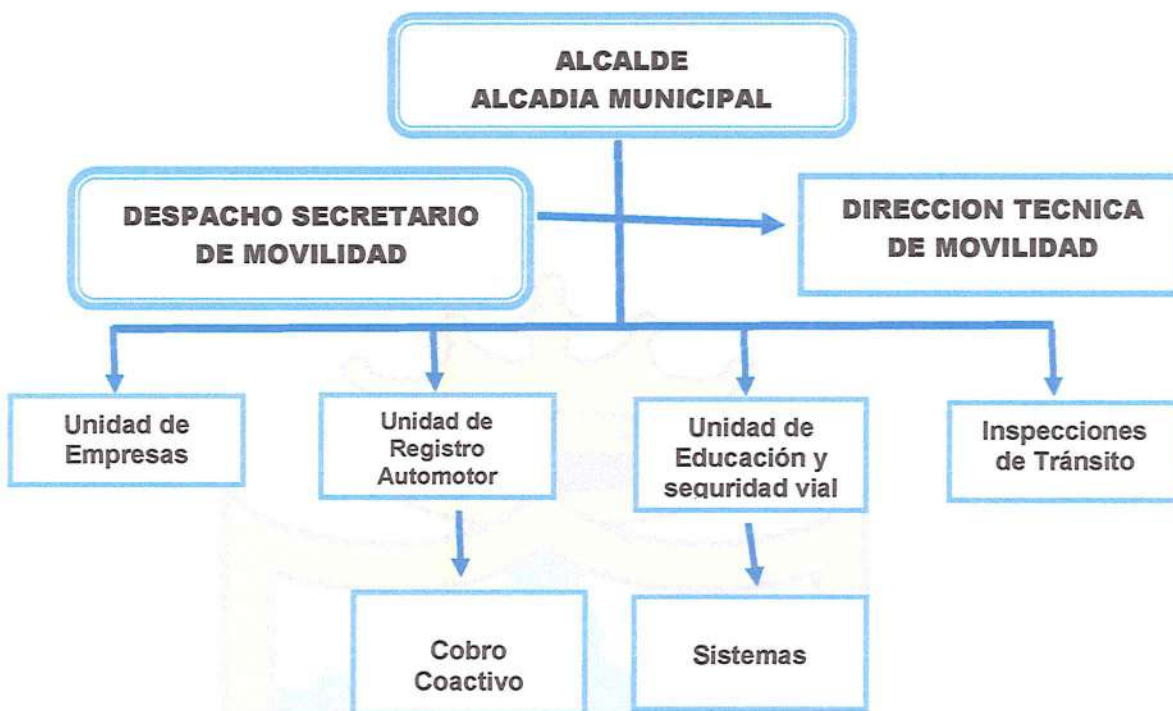 ALCALDE
ALCADIA MUNICIPAL
DESPACHO SECRETARIO
DE MOVILIDAD
DIRECCION TECNICA
DE MOVILIDAD
Unidad de
Empresas
Unidad de
Registro
Automotor
Unidad de
Educación y
seguridad vial
Inspecciones
de Tránsito
Cobro
Coactivo
Sistemas